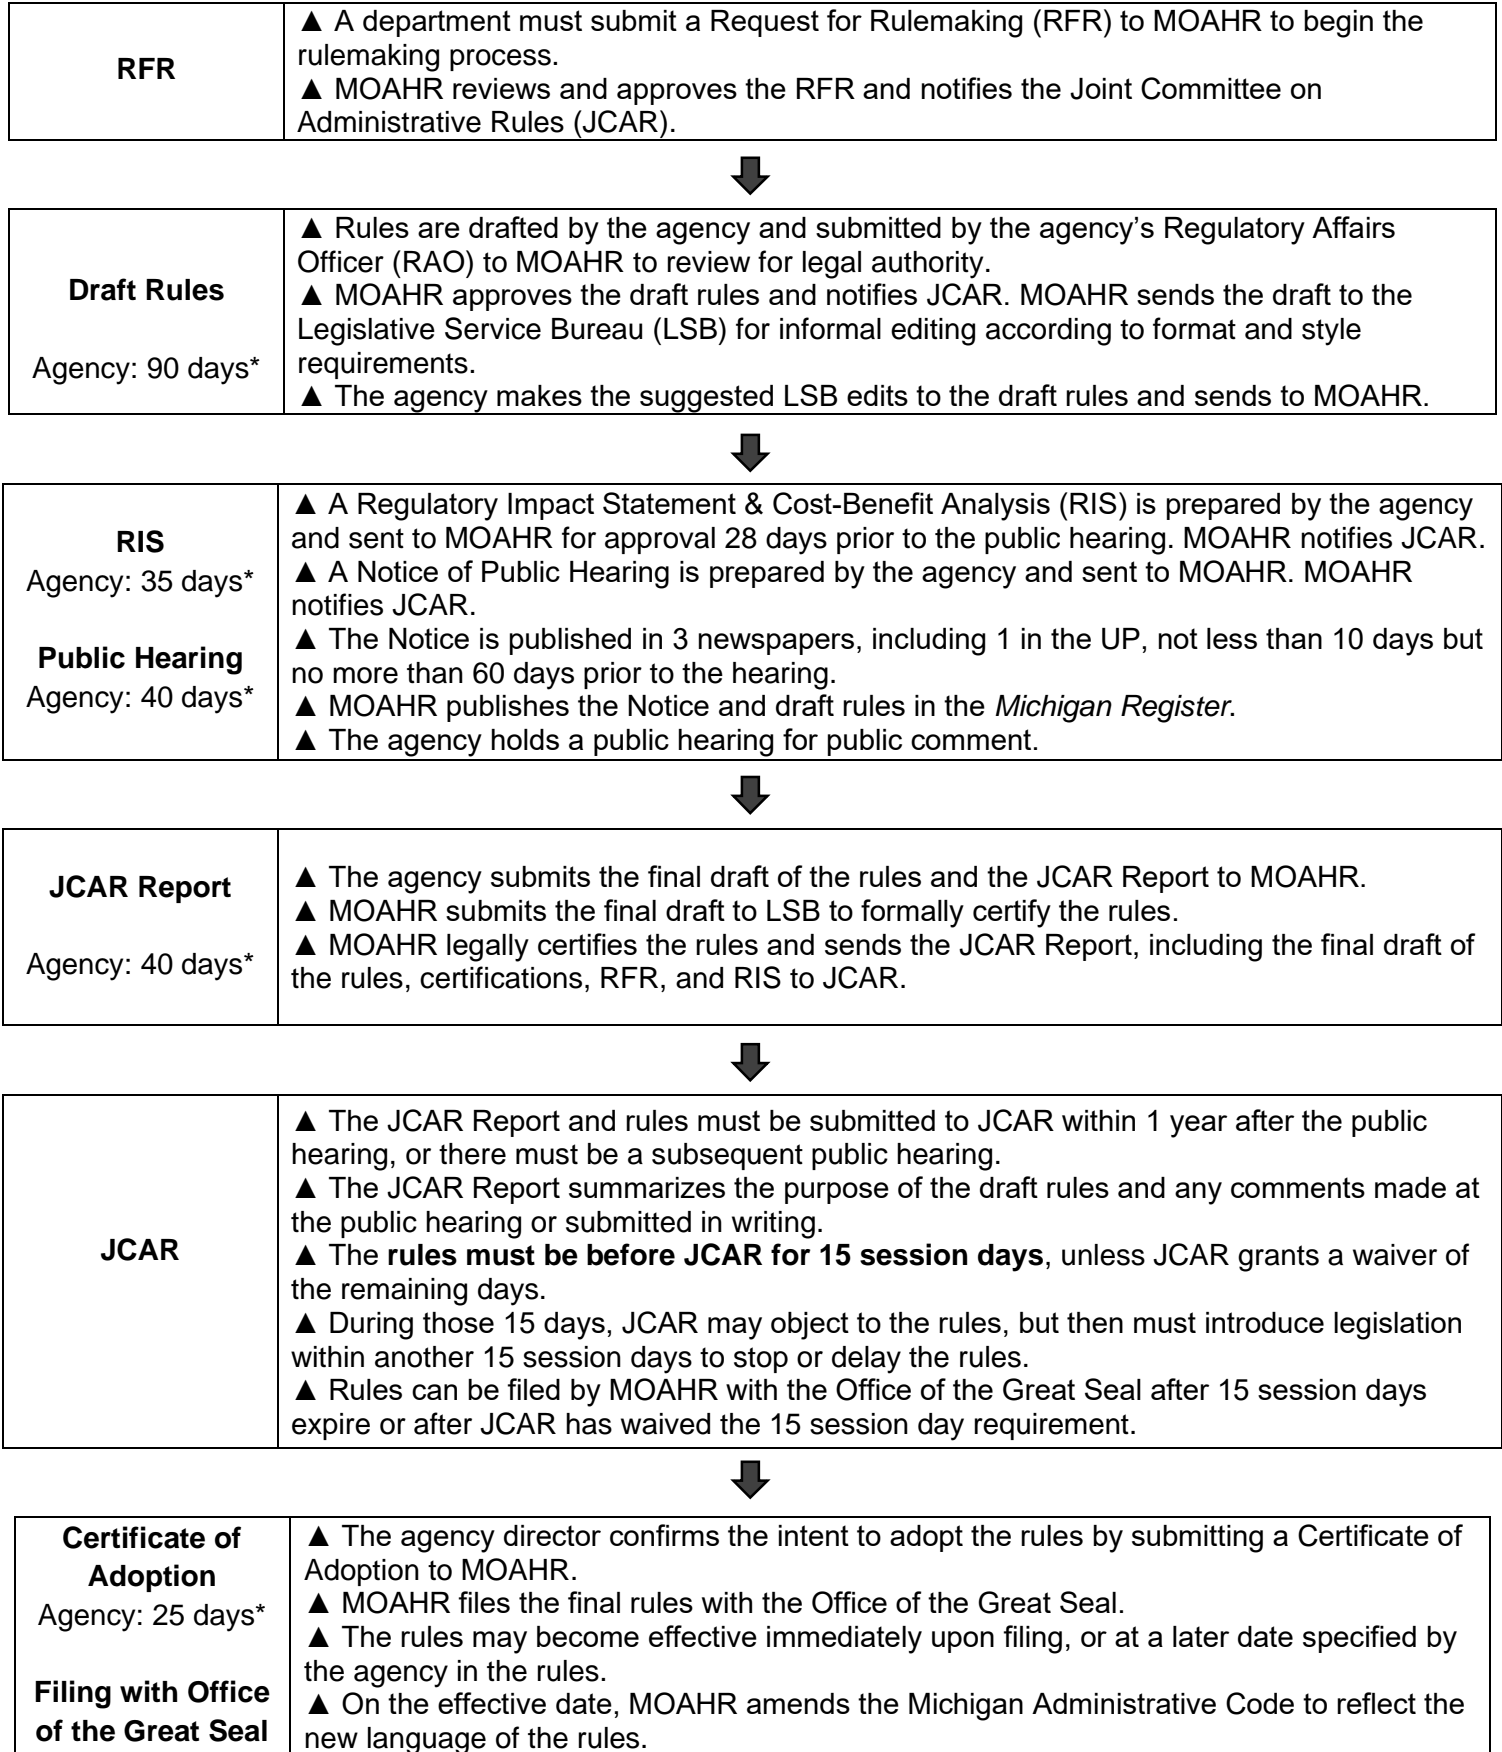 RFR
▲ A department must submit a Request for Rulemaking (RFR) to MOAHR to begin the
rulemaking process.
▲ MOAHR reviews and approves the RFR and notifies the Joint Committee on
Administrative Rules (JCAR).
Draft Rules
Agency: 90 days*
▲ Rules are drafted by the agency and submitted by the agency’s Regulatory Affairs
Officer (RAO) to MOAHR to review for legal authority.
▲ MOAHR approves the draft rules and notifies JCAR. MOAHR sends the draft to the
Legislative Service Bureau (LSB) for informal editing according to format and style
requirements.
▲ The agency makes the suggested LSB edits to the draft rules and sends to MOAHR.
RIS
Agency: 35 days*
Public Hearing
Agency: 40 days*
▲ A Regulatory Impact Statement & Cost-Benefit Analysis (RIS) is prepared by the agency
and sent to MOAHR for approval 28 days prior to the public hearing. MOAHR notifies JCAR.
▲ A Notice of Public Hearing is prepared by the agency and sent to MOAHR. MOAHR
notifies JCAR.
▲ The Notice is published in 3 newspapers, including 1 in the UP, not less than 10 days but
no more than 60 days prior to the hearing.
▲ MOAHR publishes the Notice and draft rules in the Michigan Register.
▲ The agency holds a public hearing for public comment.
JCAR Report
Agency: 40 days*
▲ The agency submits the final draft of the rules and the JCAR Report to MOAHR.
▲ MOAHR submits the final draft to LSB to formally certify the rules.
▲ MOAHR legally certifies the rules and sends the JCAR Report, including the final draft of
the rules, certifications, RFR, and RIS to JCAR.
JCAR
▲ The JCAR Report and rules must be submitted to JCAR within 1 year after the public
hearing, or there must be a subsequent public hearing.
▲ The JCAR Report summarizes the purpose of the draft rules and any comments made at
the public hearing or submitted in writing.
▲ The rules must be before JCAR for 15 session days, unless JCAR grants a waiver of
the remaining days.
▲ During those 15 days, JCAR may object to the rules, but then must introduce legislation
within another 15 session days to stop or delay the rules.
▲ Rules can be filed by MOAHR with the Office of the Great Seal after 15 session days
expire or after JCAR has waived the 15 session day requirement.
Certificate of
Adoption
Agency: 25 days*
Filing with Office
of the Great Seal
▲ The agency director confirms the intent to adopt the rules by submitting a Certificate of
Adoption to MOAHR.
▲ MOAHR files the final rules with the Office of the Great Seal.
▲ The rules may become effective immediately upon filing, or at a later date specified by
the agency in the rules.
▲ On the effective date, MOAHR amends the Michigan Administrative Code to reflect the
new language of the rules.